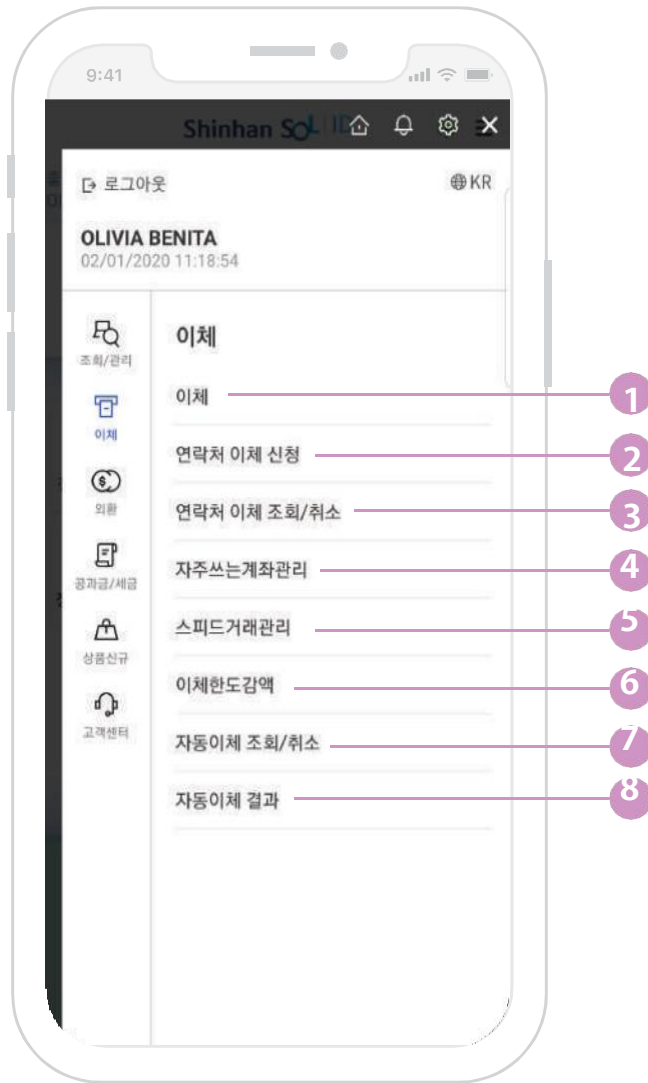 9:41
Shinhan SOL ID
로그아웃
KR
OLIVIA BENITA
02/01/2020 11:18:54
조회/관리
이체
외환
공과금/세금
상품신규
고객센터
이체
이체
1
연락처 이체 신청
2
연락처 이체 조회/취소
3
자주쓰는계좌관리
4
스피드거래관리
5
이체한도감액
6
자동이체 조회/취소
7
자동이체 결과
8